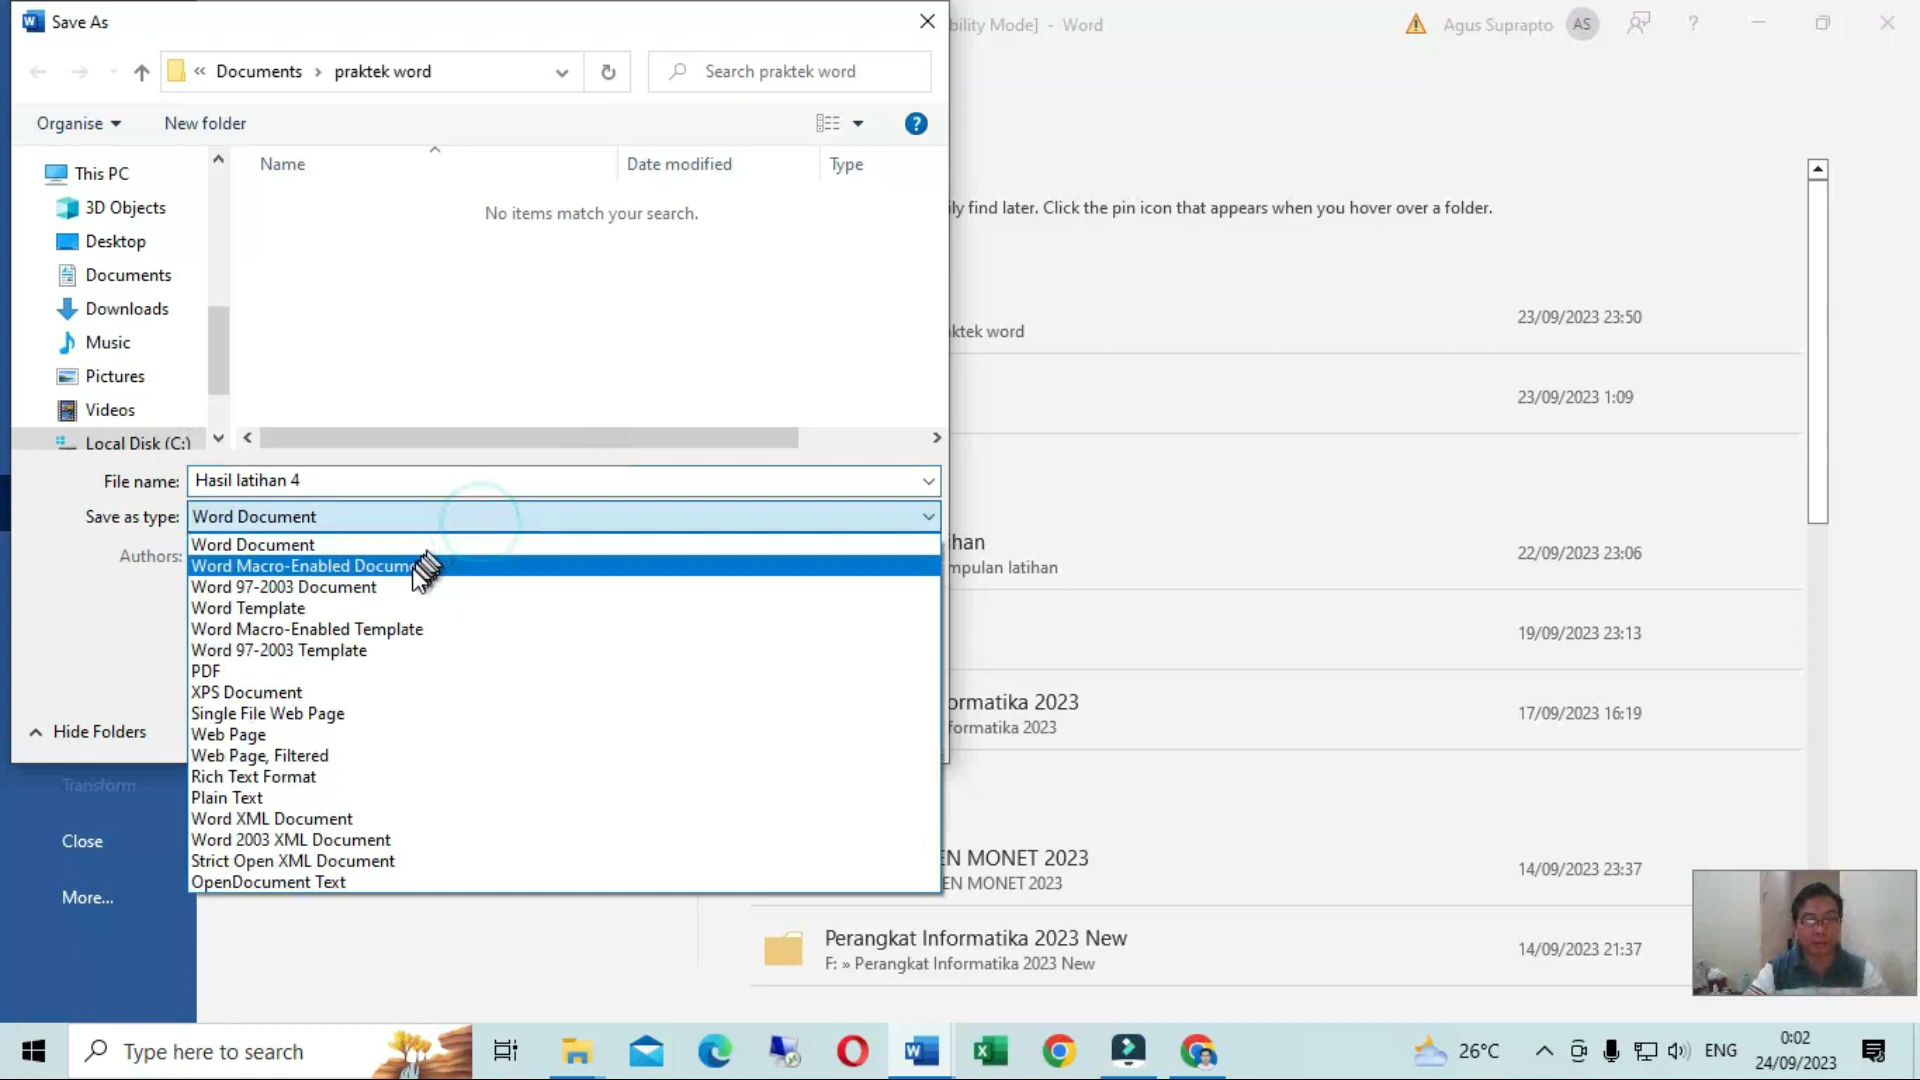 Save As
bility Mode] - Word
Agus Suprapto
AS
?
« Documents › praktek word
Search praktek word
Organise
New folder
?
Name
Date modified
Type
No items match your search.
This PC
3D Objects
Desktop
Documents
Downloads
Music
Pictures
Videos
Local Disk (C:)
File name: Hasil latihan 4
Save as type: Word Document
Authors:
Word Document
Word Macro-Enabled Docume
Word 97-2003 Document
Word Template
Word Macro-Enabled Template
Word 97-2003 Template
PDF
XPS Document
Single File Web Page
Web Page
Web Page, Filtered
Rich Text Format
Plain Text
Word XML Document
Word 2003 XML Document
Strict Open XML Document
OpenDocument Text
Hide Folders
Transform
Close
More...
ily find later. Click the pin icon that appears when you hover over a folder.
23/09/2023 23:50
ktek word
23/09/2023 1:09
ihan
mpulan latihan
22/09/2023 23:06
19/09/2023 23:13
ormatika 2023
formatika 2023
17/09/2023 16:19
EN MONET 2023
EN MONET 2023
14/09/2023 23:37
Perangkat Informatika 2023 New
F: » Perangkat Informatika 2023 New
14/09/2023 21:37
Type here to search
26°C
ENG
0:02
24/09/2023